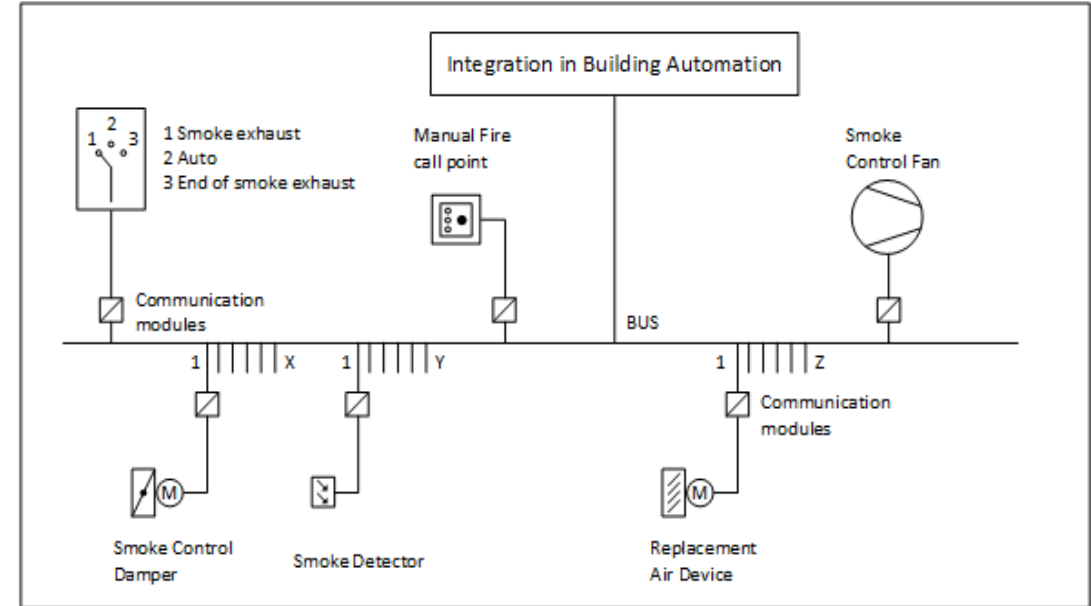 Integration in Building Automation
1 2 3
1 Smoke exhaust
2 Auto
3 End of smoke exhaust
Manual Fire
call point
Smoke
Control Fan
Communication
modules
BUS
1 X
1 Y
1 Z
Communication
modules
M
M
Smoke Control
Damper
Smoke Detector
Replacement
Air Device